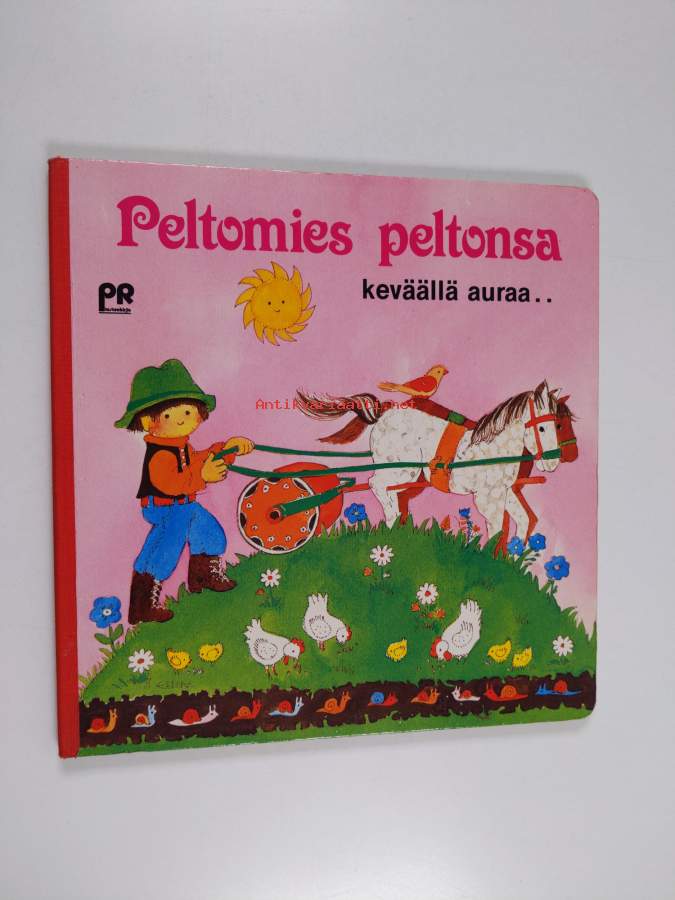 Peltomies peltonsa
keväällä auraa..
PR
Antikvariaatti.net